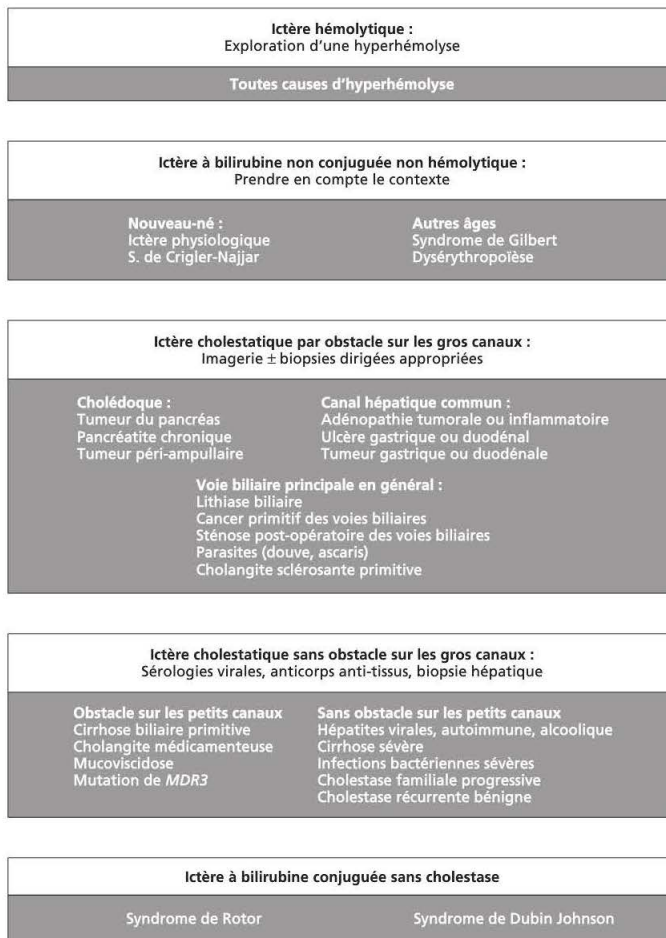 Ictère hémolytique :
Exploration d'une hyperhémolyse
Toutes causes d'hyperhémolyse
Ictère à bilirubine non conjuguée non hémolytique :
Prendre en compte le contexte
Nouveau-né :
Ictère physiologique
S. de Crigler-Najjar
Autres âges
Syndrome de Gilbert
Dysérythropoïèse
Ictère cholestatique par obstacle sur les gros canaux :
Imagerie ± biopsies dirigées appropriées
Cholédoque :
Tumeur du pancréas
Pancréatite chronique
Tumeur péri-ampullaire
Canal hépatique commun :
Adénopathie tumorale ou inflammatoire
Ulcère gastrique ou duodénal
Tumeur gastrique ou duodénale
Voie biliaire principale en général :
Lithiase biliaire
Cancer primitif des voies biliaires
Sténose post-opératoire des voies biliaires
Parasites (douve, ascaris)
Cholangite sclérosante primitive
Ictère cholestatique sans obstacle sur les gros canaux :
Sérologies virales, anticorps anti-tissus, biopsie hépatique
Obstacle sur les petits canaux
Cirrhose biliaire primitive
Cholangite médicamenteuse
Mucoviscidose
Mutation de MDR3
Sans obstacle sur les petits canaux
Hépatites virales, autoimmune, alcoolique
Cirrhose sévère
Infections bactériennes sévères
Cholestase familiale progressive
Cholestase récurrente bénigne
Ictère à bilirubine conjuguée sans cholestase
Syndrome de Rotor
Syndrome de Dubin Johnson